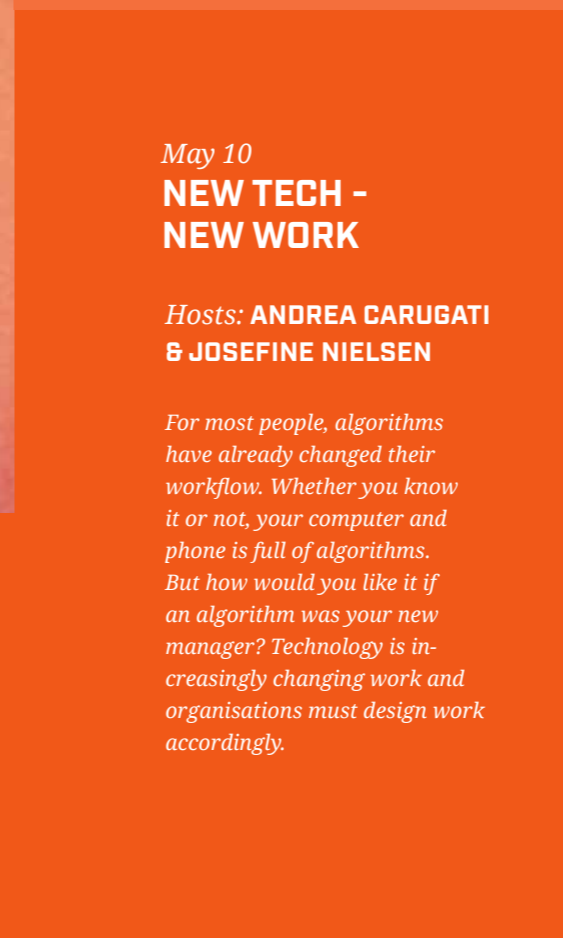 May 10
NEW TECH –
NEW WORK
Hosts: ANDREA CARUGATI
& JOSEFINE NIELSEN
For most people, algorithms
have already changed their
workflow. Whether you know
it or not, your computer and
phone is full of algorithms.
But how would you like it if
an algorithm was your new
manager? Technology is in-
creasingly changing work and
organisations must design work
accordingly.